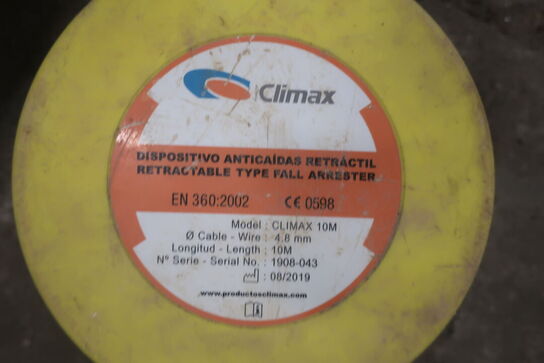 Climax
DISPOSITIVO ANTICAÍDAS RETRÁCTIL
RETRACTABLE TYPE FALL ARRESTER
EN 360:2002 CE 0598
Model : CLIMAX 10M
Ø Cable - Wire : 4.8 mm
Longitud - Length : 10M
Nº Serie - Serial No. : 1908-043
: 08/2019
www.productosclimax.com